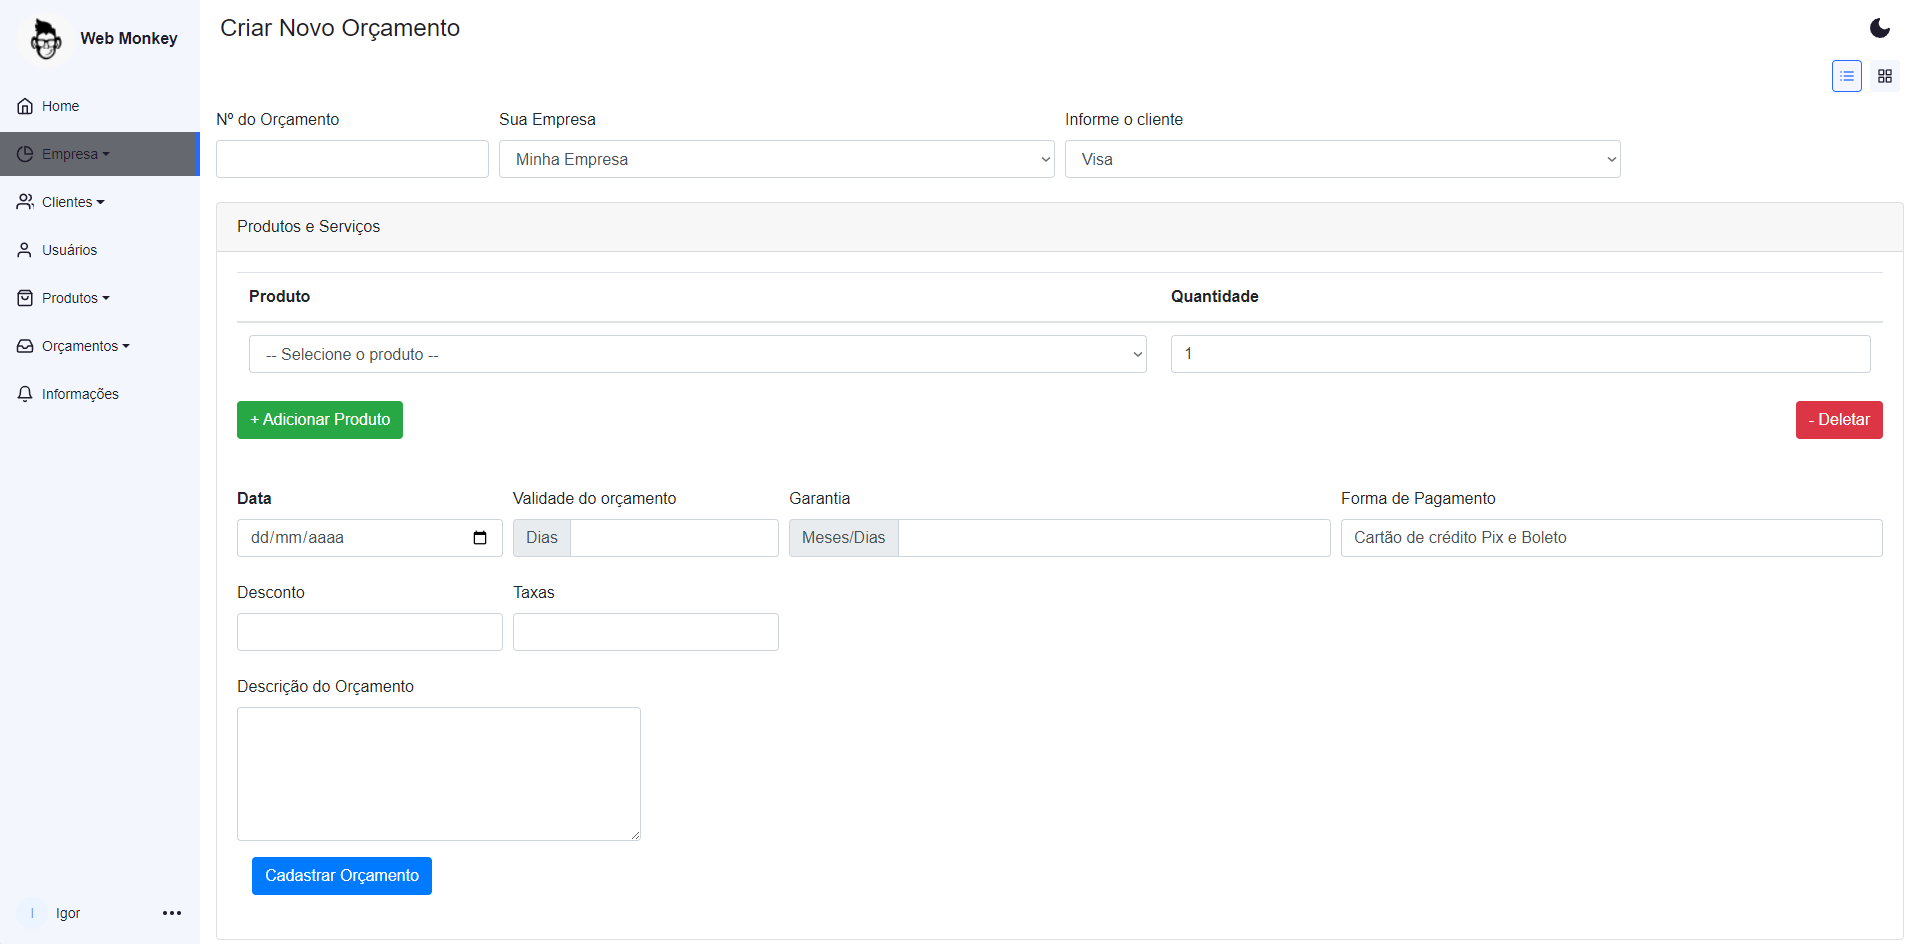 Web Monkey
Home
Empresa
Clientes
Usuários
Produtos
Orçamentos
Informações
I Igor
Criar Novo Orçamento
Nº do Orçamento Sua Empresa Informe o cliente
Minha Empresa Visa
Produtos e Serviços
Produto Quantidade
-- Selecione o produto -- 1
+ Adicionar Produto - Deletar
Data Validade do orçamento Garantia Forma de Pagamento
dd/mm/aaaa Dias Meses/Dias Cartão de crédito Pix e Boleto
Desconto Taxas
Descrição do Orçamento
Cadastrar Orçamento